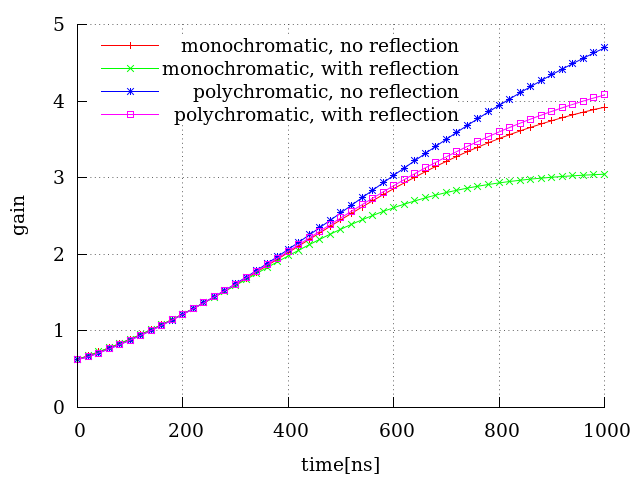 5
4
3
2
1
0
gain
monochromatic, no reflection
monochromatic, with reflection
polychromatic, no reflection
polychromatic, with reflection
0 200 400 600 800 1000
time[ns]